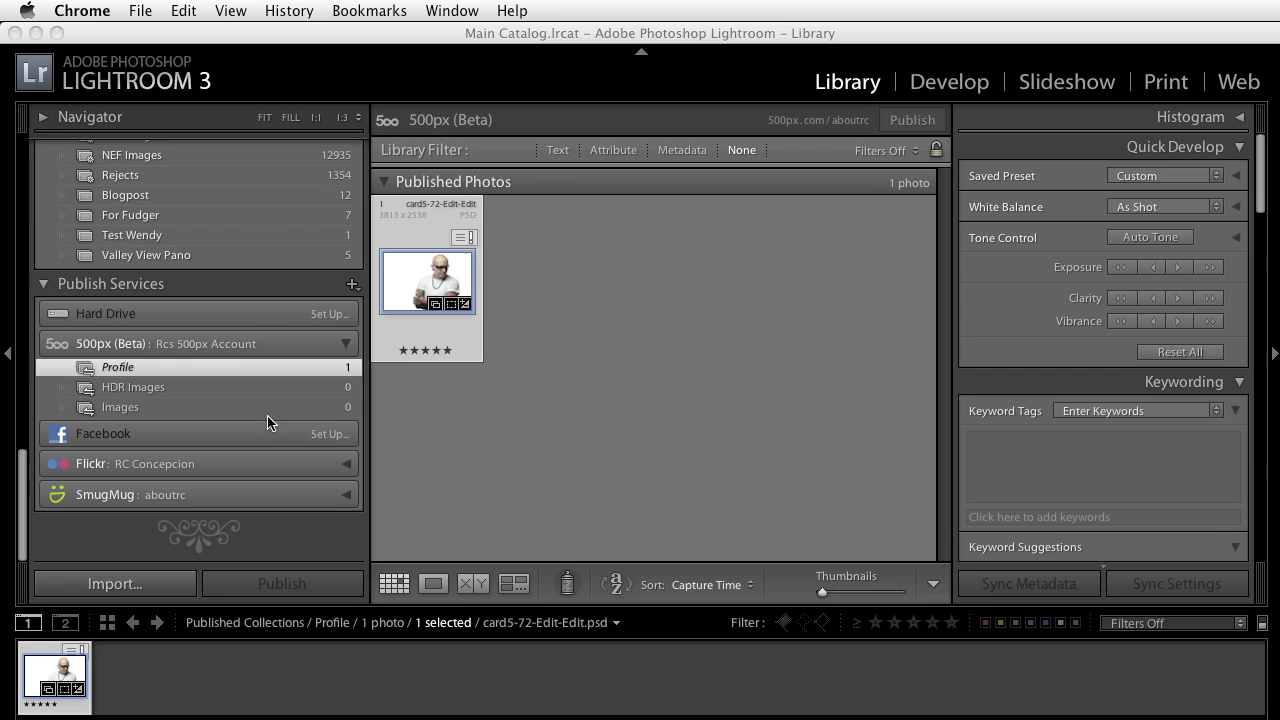 Chrome File Edit View History Bookmarks Window Help
Main Catalog.lrcat – Adobe Photoshop Lightroom – Library
Lr ADOBE PHOTOSHOP
LIGHTROOM 3
Library Develop Slideshow Print Web
Navigator FIT FILL 1:1 1:3
NEF Images 12935
Rejects 1354
Blogpost 12
For Fudger 7
Test Wendy 1
Valley View Pano 5
Publish Services
Hard Drive Set Up...
500px (Beta) : Rcs 500px Account
Profile 1
HDR Images 0
Images 0
Facebook Set Up...
Flickr: RC Concepcion
SmugMug : aboutrc
Import... Publish
500px (Beta) 500px.com/aboutrc Publish
Library Filter : Text Attribute Metadata None Filters Off
Published Photos 1 photo
1 card5-72-Edit-Edit
3815 x 2538 PSD
★★★★★
Sort: Capture Time Thumbnails
Histogram
Quick Develop
Saved Preset Custom
White Balance As Shot
Tone Control Auto Tone
Exposure
Clarity
Vibrance
Reset All
Keywording
Keyword Tags Enter Keywords
Click here to add keywords
Keyword Suggestions
Sync Metadata Sync Settings
1 2 Published Collections / Profile / 1 photo / 1 selected / card5-72-Edit-Edit.psd Filter : ≥ ★★★★★ Filters Off
★★★★★